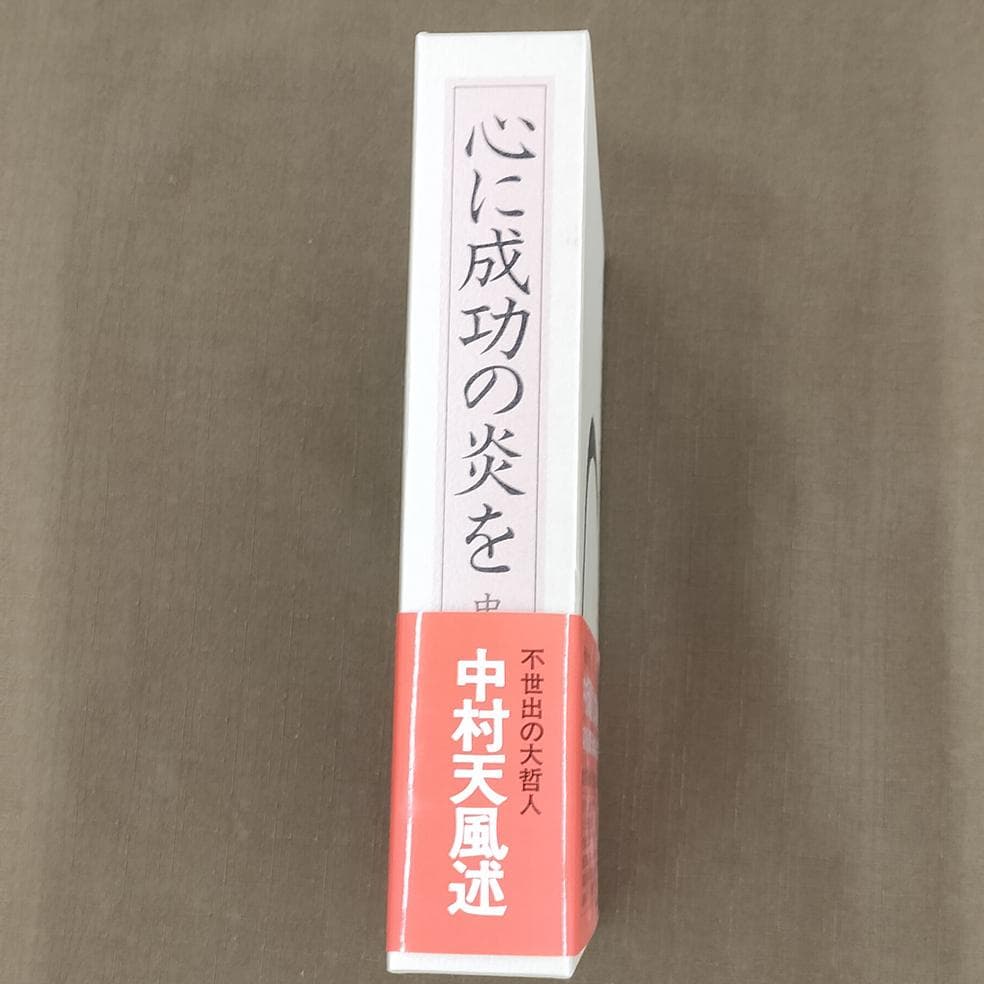 心に成功の炎を
中
不世出の大哲人
中村天風述